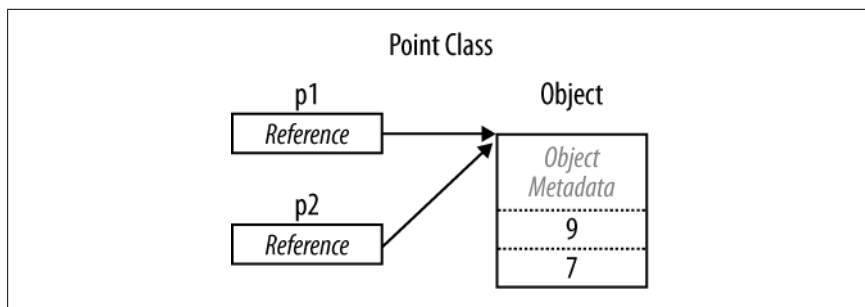 Point Class
p1
Object
Reference
Object
Metadata
p2
9
Reference
7